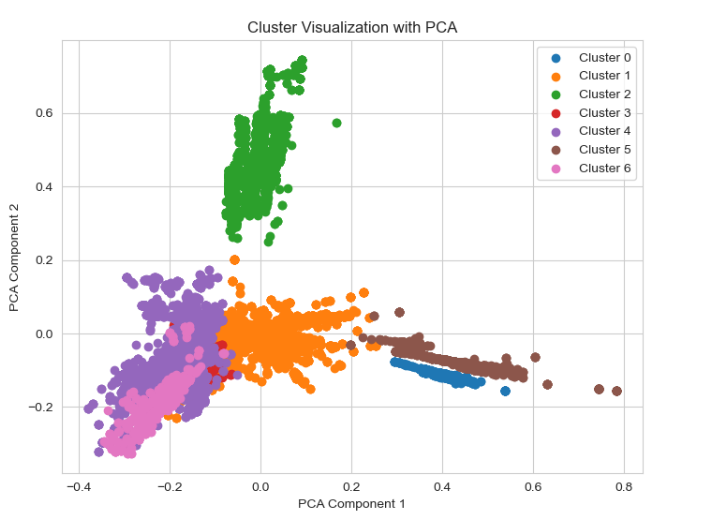 Cluster Visualization with PCA
Cluster 0
Cluster 1
Cluster 2
Cluster 3
Cluster 4
Cluster 5
Cluster 6
PCA Component 2
0.6
0.4
0.2
0.0
−0.2
−0.4
−0.2
0.0
0.2
0.4
0.6
0.8
PCA Component 1